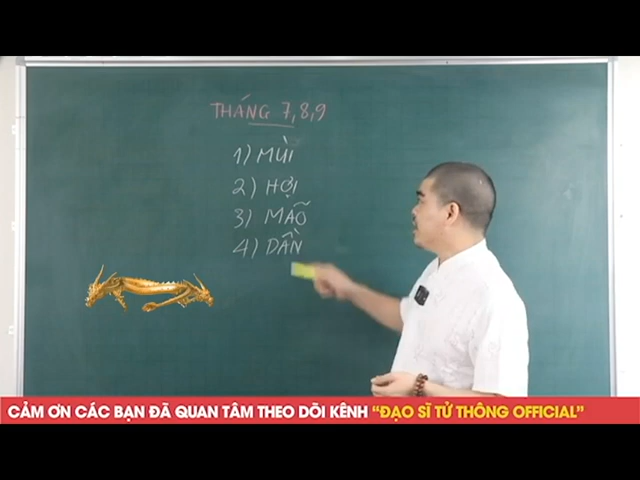 THÁNG 7,8,9
1) MÙI
2) HỢI
3) MÃO
4) DẦN
CẢM ƠN CÁC BẠN ĐÃ QUAN TÂM THEO DÕI KÊNH “ĐẠO SĨ TỬ THÔNG OFFICIAL”